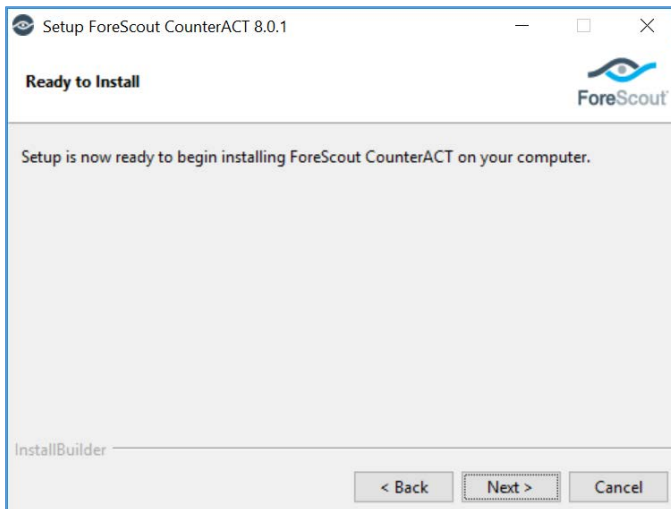 Setup ForeScout CounterACT 8.0.1
Ready to Install
ForeScout
Setup is now ready to begin installing ForeScout CounterACT on your computer.
InstallBuilder
< Back Next > Cancel